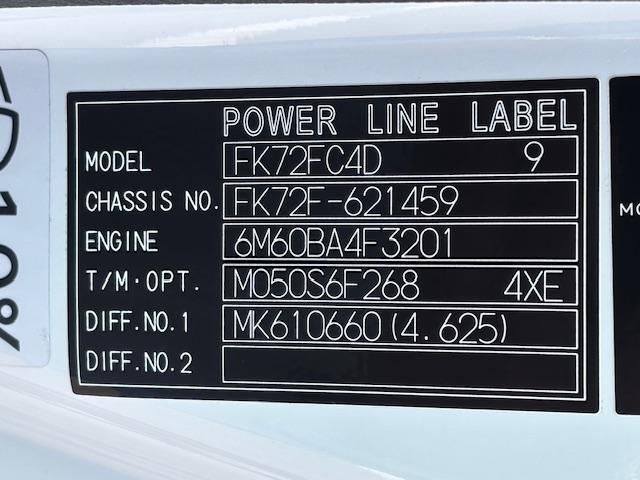 POWER LINE LABEL
MODEL FK72FC4D 9
CHASSIS NO. FK72F-621459
ENGINE 6M60BA4F3201
T/M·OPT. M050S6F268 4XE
DIFF.NO.1 MK610660(4.625)
DIFF.NO.2